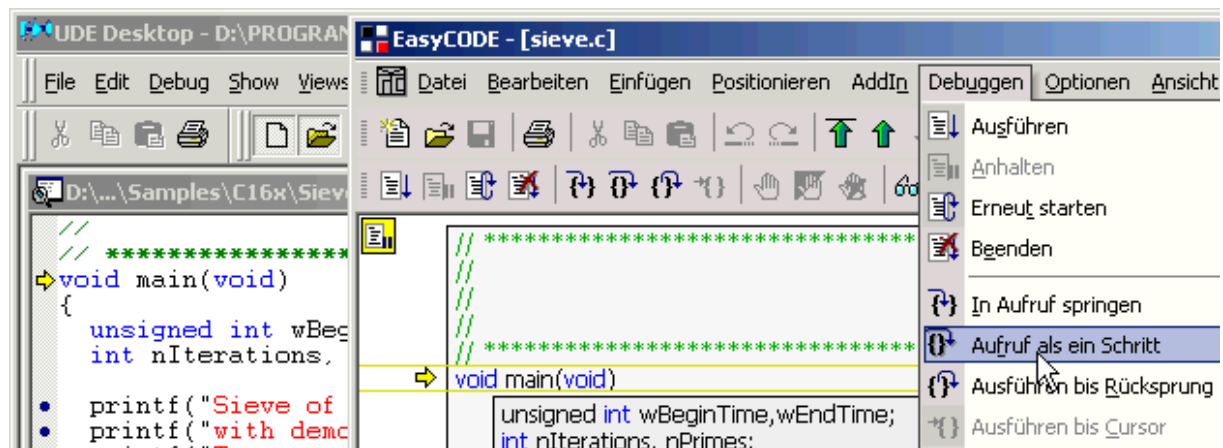 UDE Desktop - D:\PROGRAM
File Edit Debug Show Views
D:\...\Samples\C16x\Sieve
//
// *****************
void main(void)
{
unsigned int wBeg
int nIterations,
printf("Sieve of
printf("with demo
EasyCODE - [sieve.c]
Datei Bearbeiten Einfügen Positionieren AddIn Debuggen Optionen Ansicht
// ************************************
//
//
//
// ************************************
void main(void)
unsigned int wBeginTime,wEndTime;
int nIterations, nPrimes;
Ausführen
Anhalten
Erneut starten
Beenden
In Aufruf springen
Aufruf als ein Schritt
Ausführen bis Rücksprung
Ausführen bis Cursor